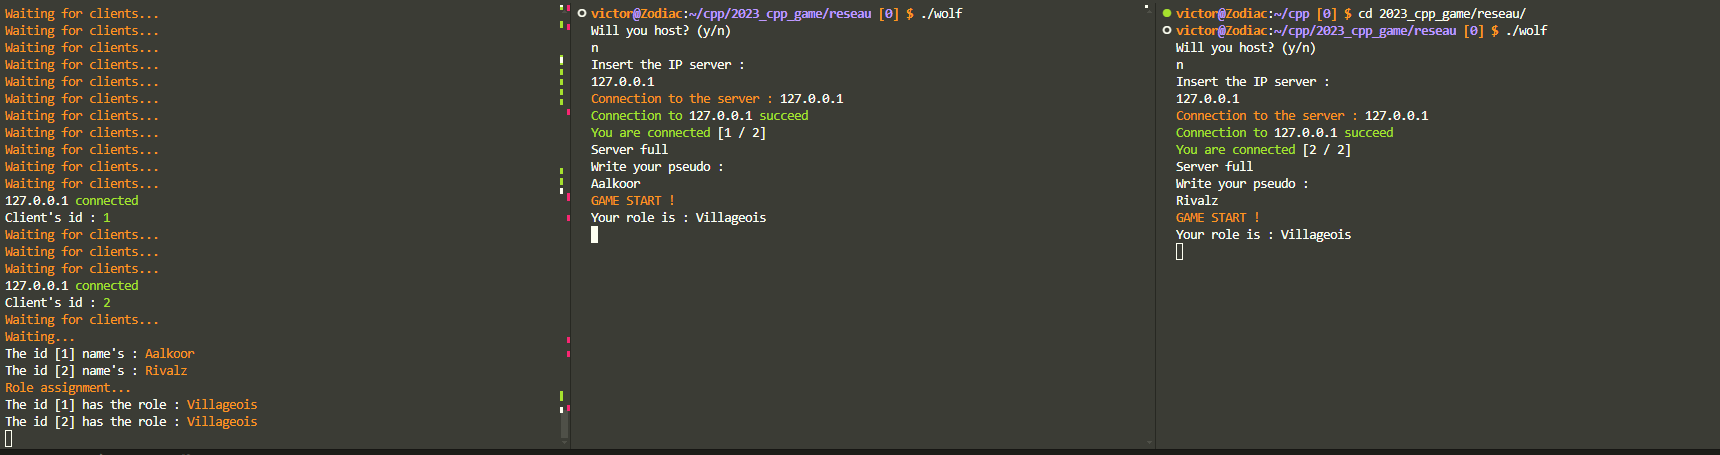 Waiting for clients...
Waiting for clients...
Waiting for clients...
Waiting for clients...
Waiting for clients...
Waiting for clients...
Waiting for clients...
Waiting for clients...
Waiting for clients...
Waiting for clients...
Waiting for clients...
127.0.0.1 connected
Client's id : 1
Waiting for clients...
Waiting for clients...
Waiting for clients...
127.0.0.1 connected
Client's id : 2
Waiting for clients...
Waiting...
The id [1] name's : Aalkoor
The id [2] name's : Rivalz
Role assignment...
The id [1] has the role : Villageois
The id [2] has the role : Villageois
victor@Zodiac:~/cpp/2023_cpp_game/reseau [0] $ ./wolf
Will you host? (y/n)
n
Insert the IP server :
127.0.0.1
Connection to the server : 127.0.0.1
Connection to 127.0.0.1 succeed
You are connected [1 / 2]
Server full
Write your pseudo :
Aalkoor
GAME START !
Your role is : Villageois
victor@Zodiac:~/cpp [0] $ cd 2023_cpp_game/reseau/
victor@Zodiac:~/cpp/2023_cpp_game/reseau [0] $ ./wolf
Will you host? (y/n)
n
Insert the IP server :
127.0.0.1
Connection to the server : 127.0.0.1
Connection to 127.0.0.1 succeed
You are connected [2 / 2]
Server full
Write your pseudo :
Rivalz
GAME START !
Your role is : Villageois